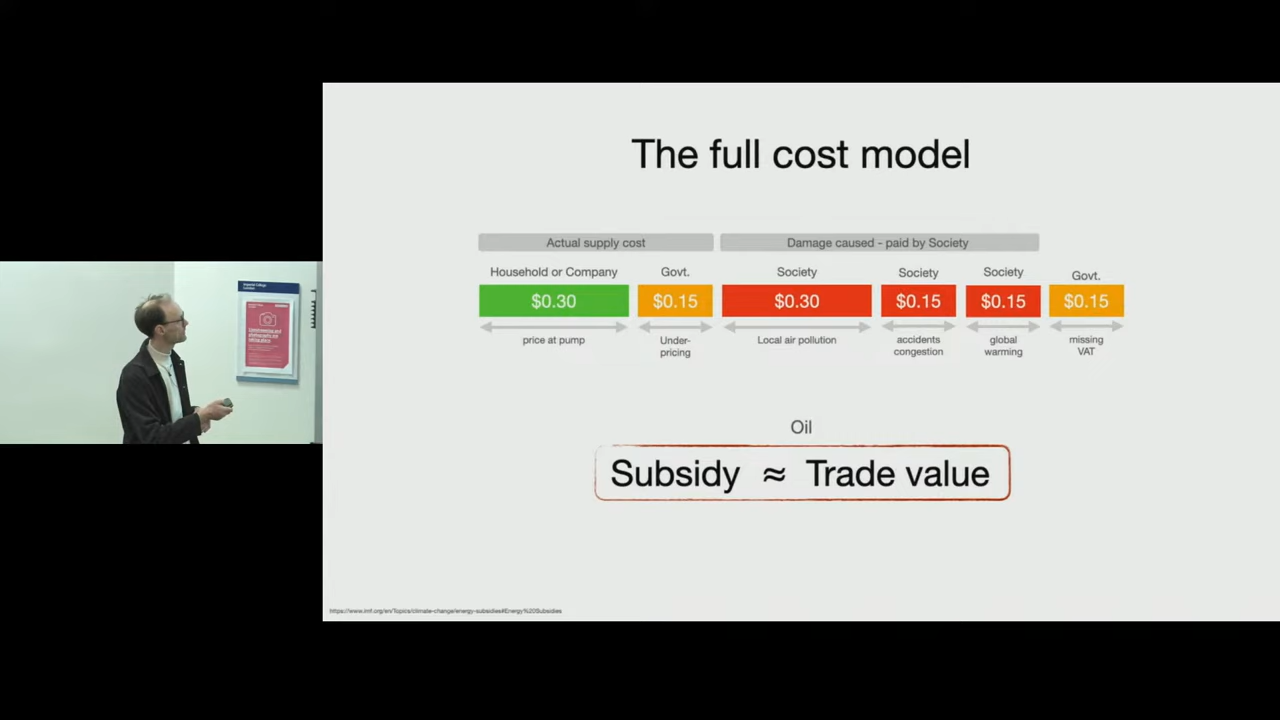 The full cost model
Actual supply cost
Damage caused - paid by Society
Household or Company
Govt.
Society
Society
Society
Govt.
$0.30
$0.15
$0.30
$0.15
$0.15
$0.15
price at pump
Under-
pricing
Local air pollution
accidents
congestion
global
warming
missing
VAT
Oil
Subsidy ≈ Trade value
https://www.imf.org/en/Topics/climate-change/energy-subsidies#Energy%20Subsidies
Imperial College
London